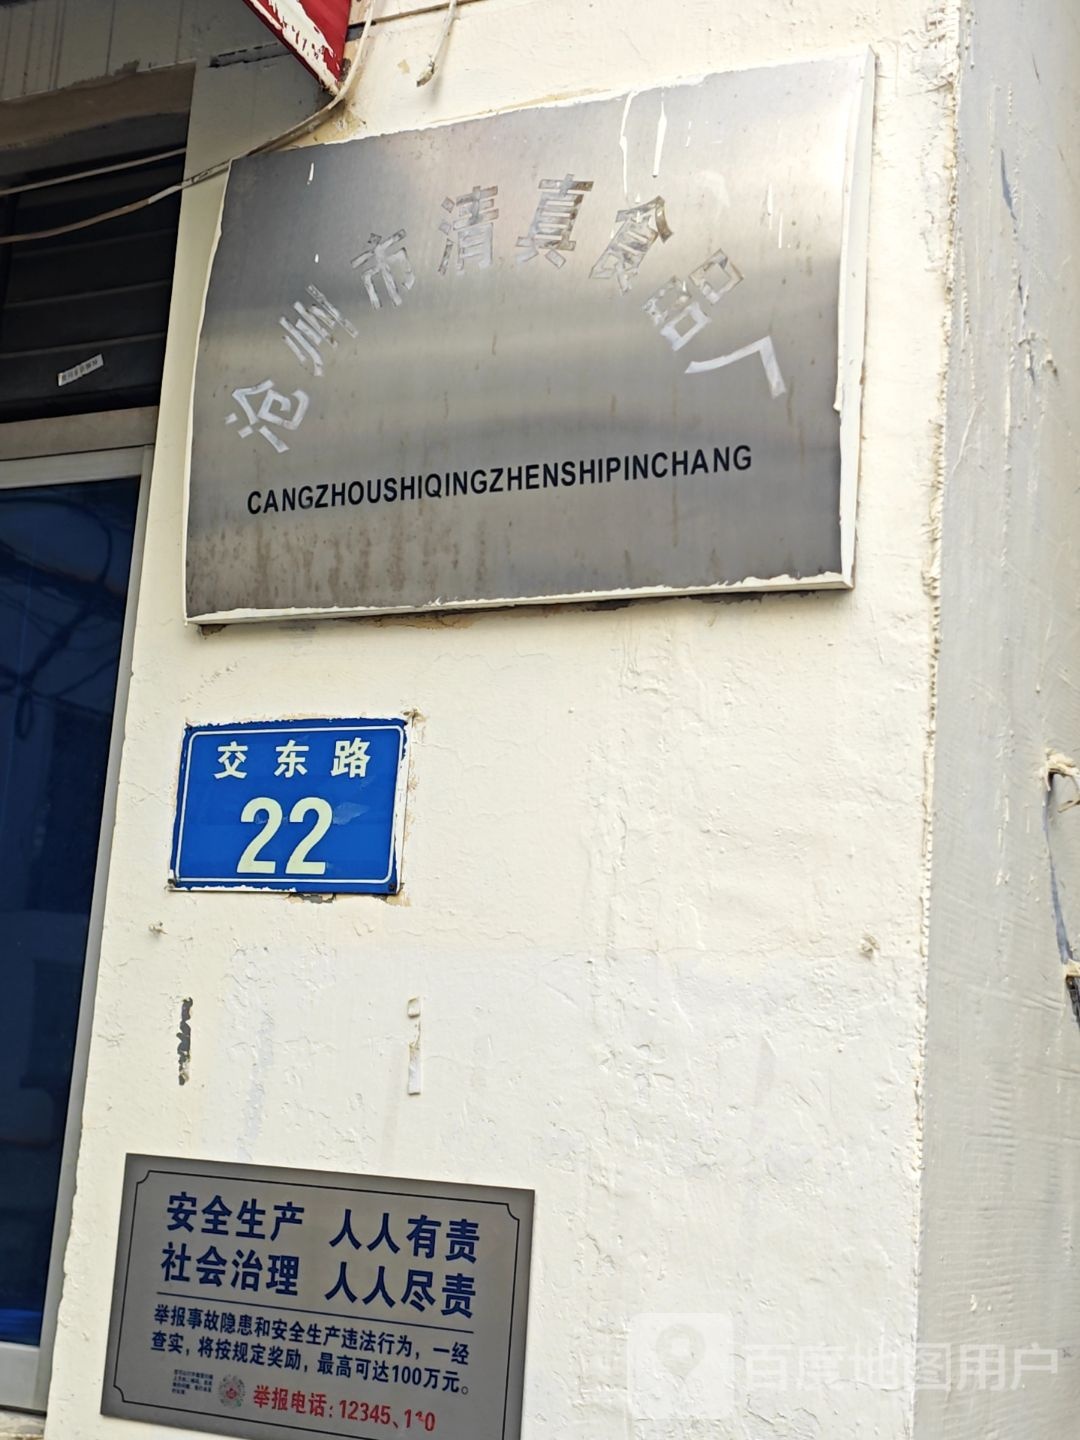 沧州市清真食品厂
CANGZHOUSHIQINGZHENSHIPINCHANG
交东路
22
安全生产 人人有责
社会治理 人人尽责
举报事故隐患和安全生产违法行为，一经
查实，将按规定奖励，最高可达100万元。
举报电话：12345、110
百度地图用户